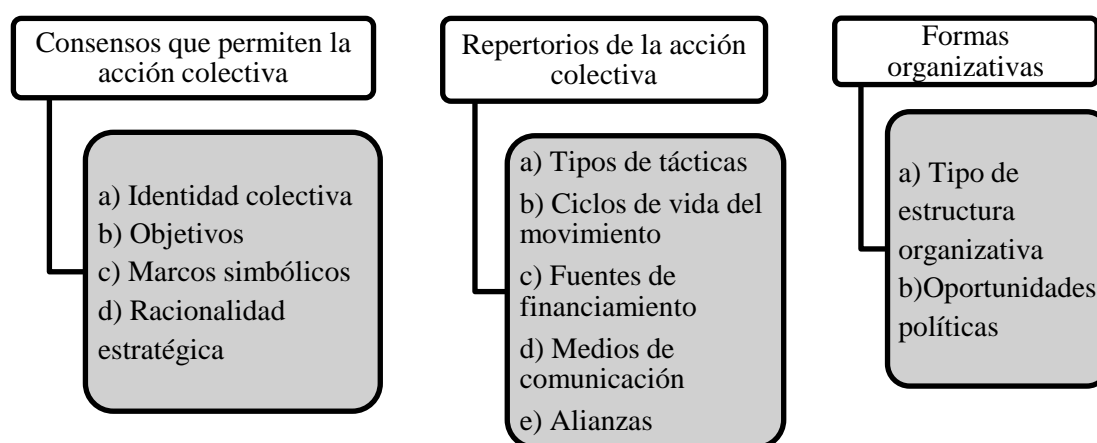 Consensos que permiten la
acción colectiva
a) Identidad colectiva
b) Objetivos
c) Marcos simbólicos
d) Racionalidad
estratégica
Repertorios de la acción
colectiva
a) Tipos de tácticas
b) Ciclos de vida del
movimiento
c) Fuentes de
financiamiento
d) Medios de
comunicación
e) Alianzas
Formas
organizativas
a) Tipo de
estructura
organizativa
b)Oportunidades
políticas